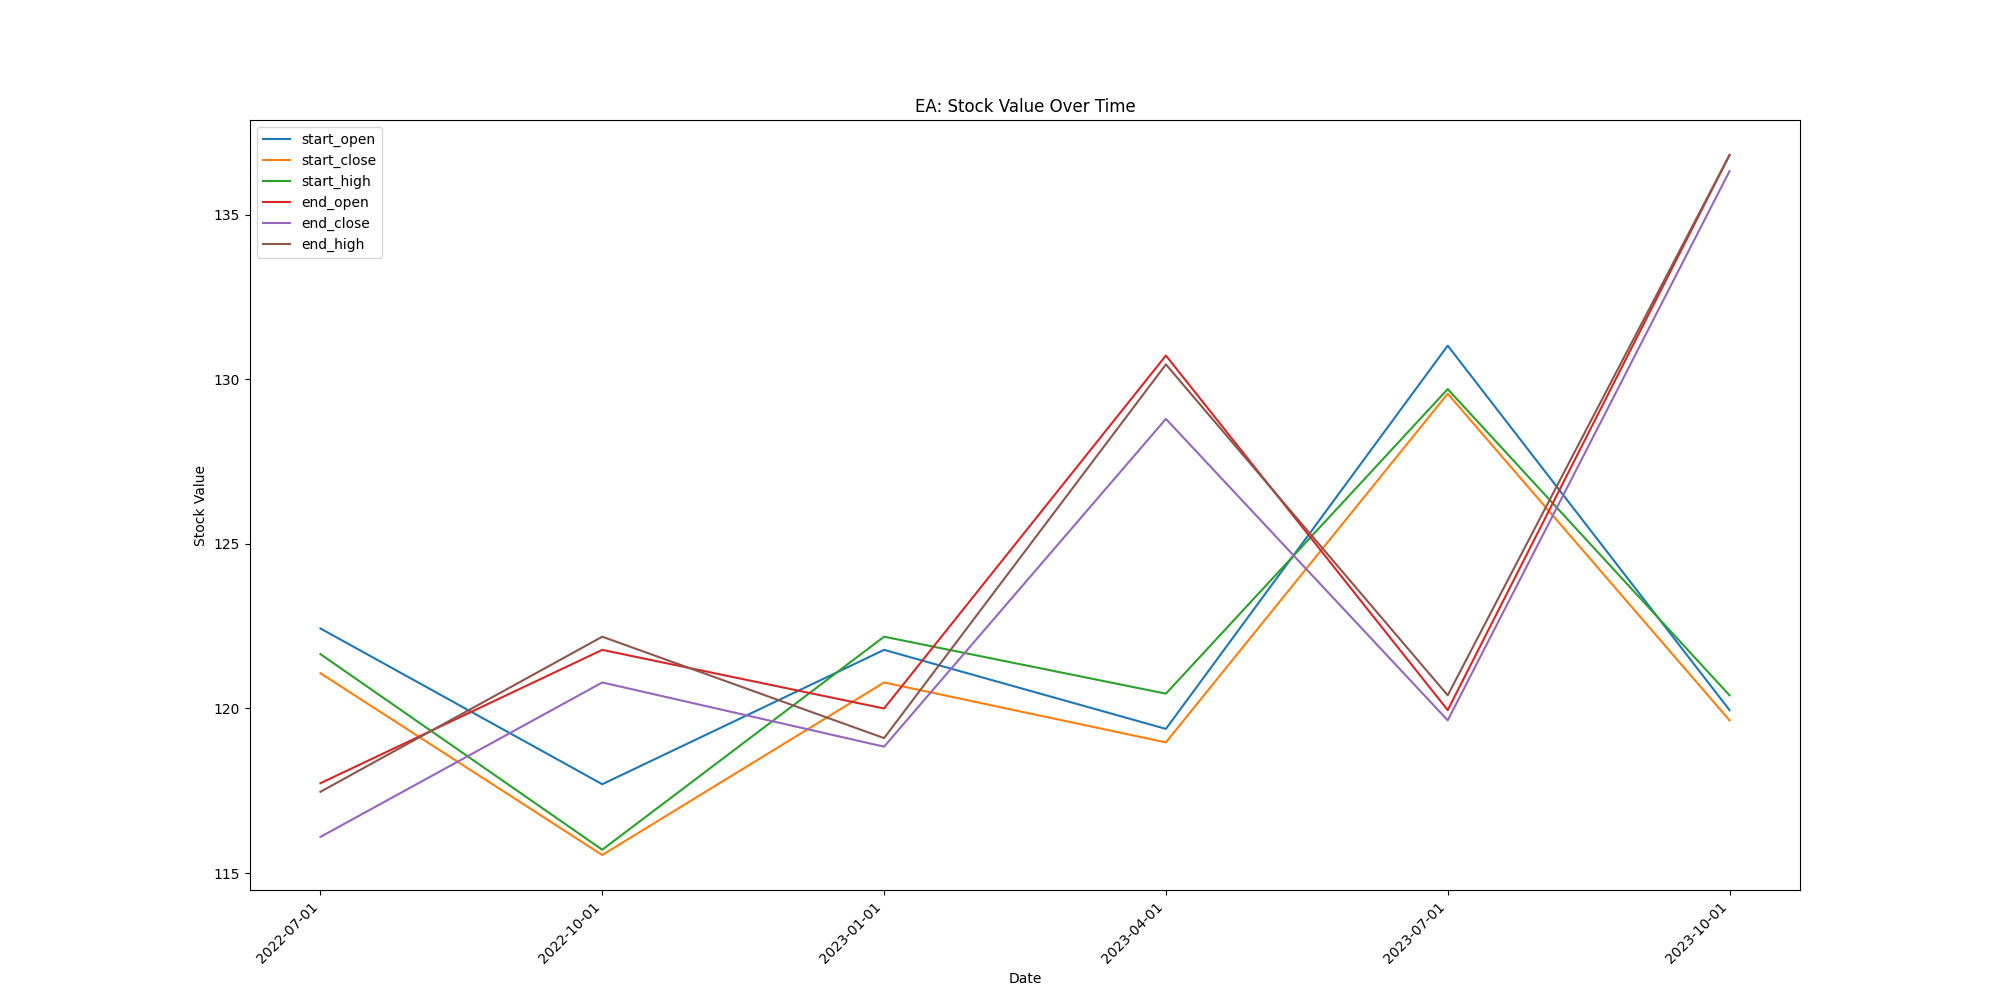 EA: Stock Value Over Time
start_open
start_close
start_high
end_open
end_close
end_high
Stock Value
135
130
125
120
115
2022-07-01
2022-10-01
2023-01-01
2023-04-01
2023-07-01
2023-10-01
Date